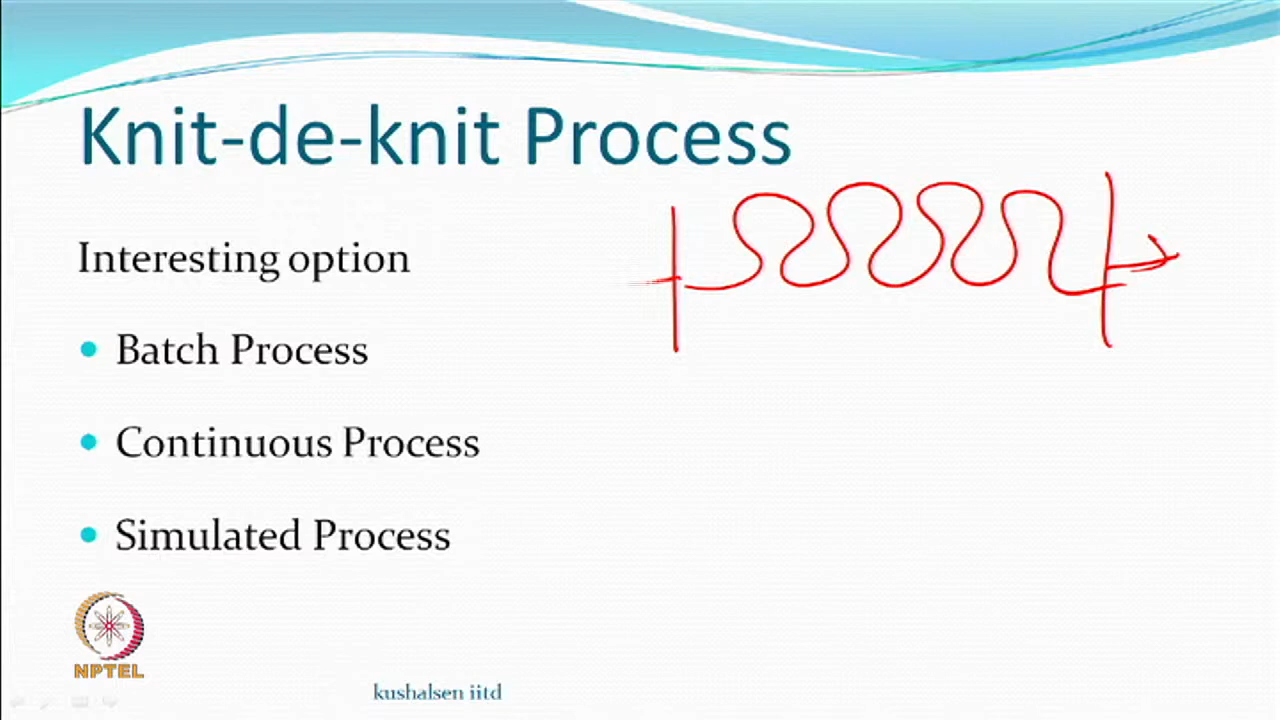 Knit-de-knit Process
Interesting option
Batch Process
Continuous Process
Simulated Process
NPTEL
kushalsen iitd